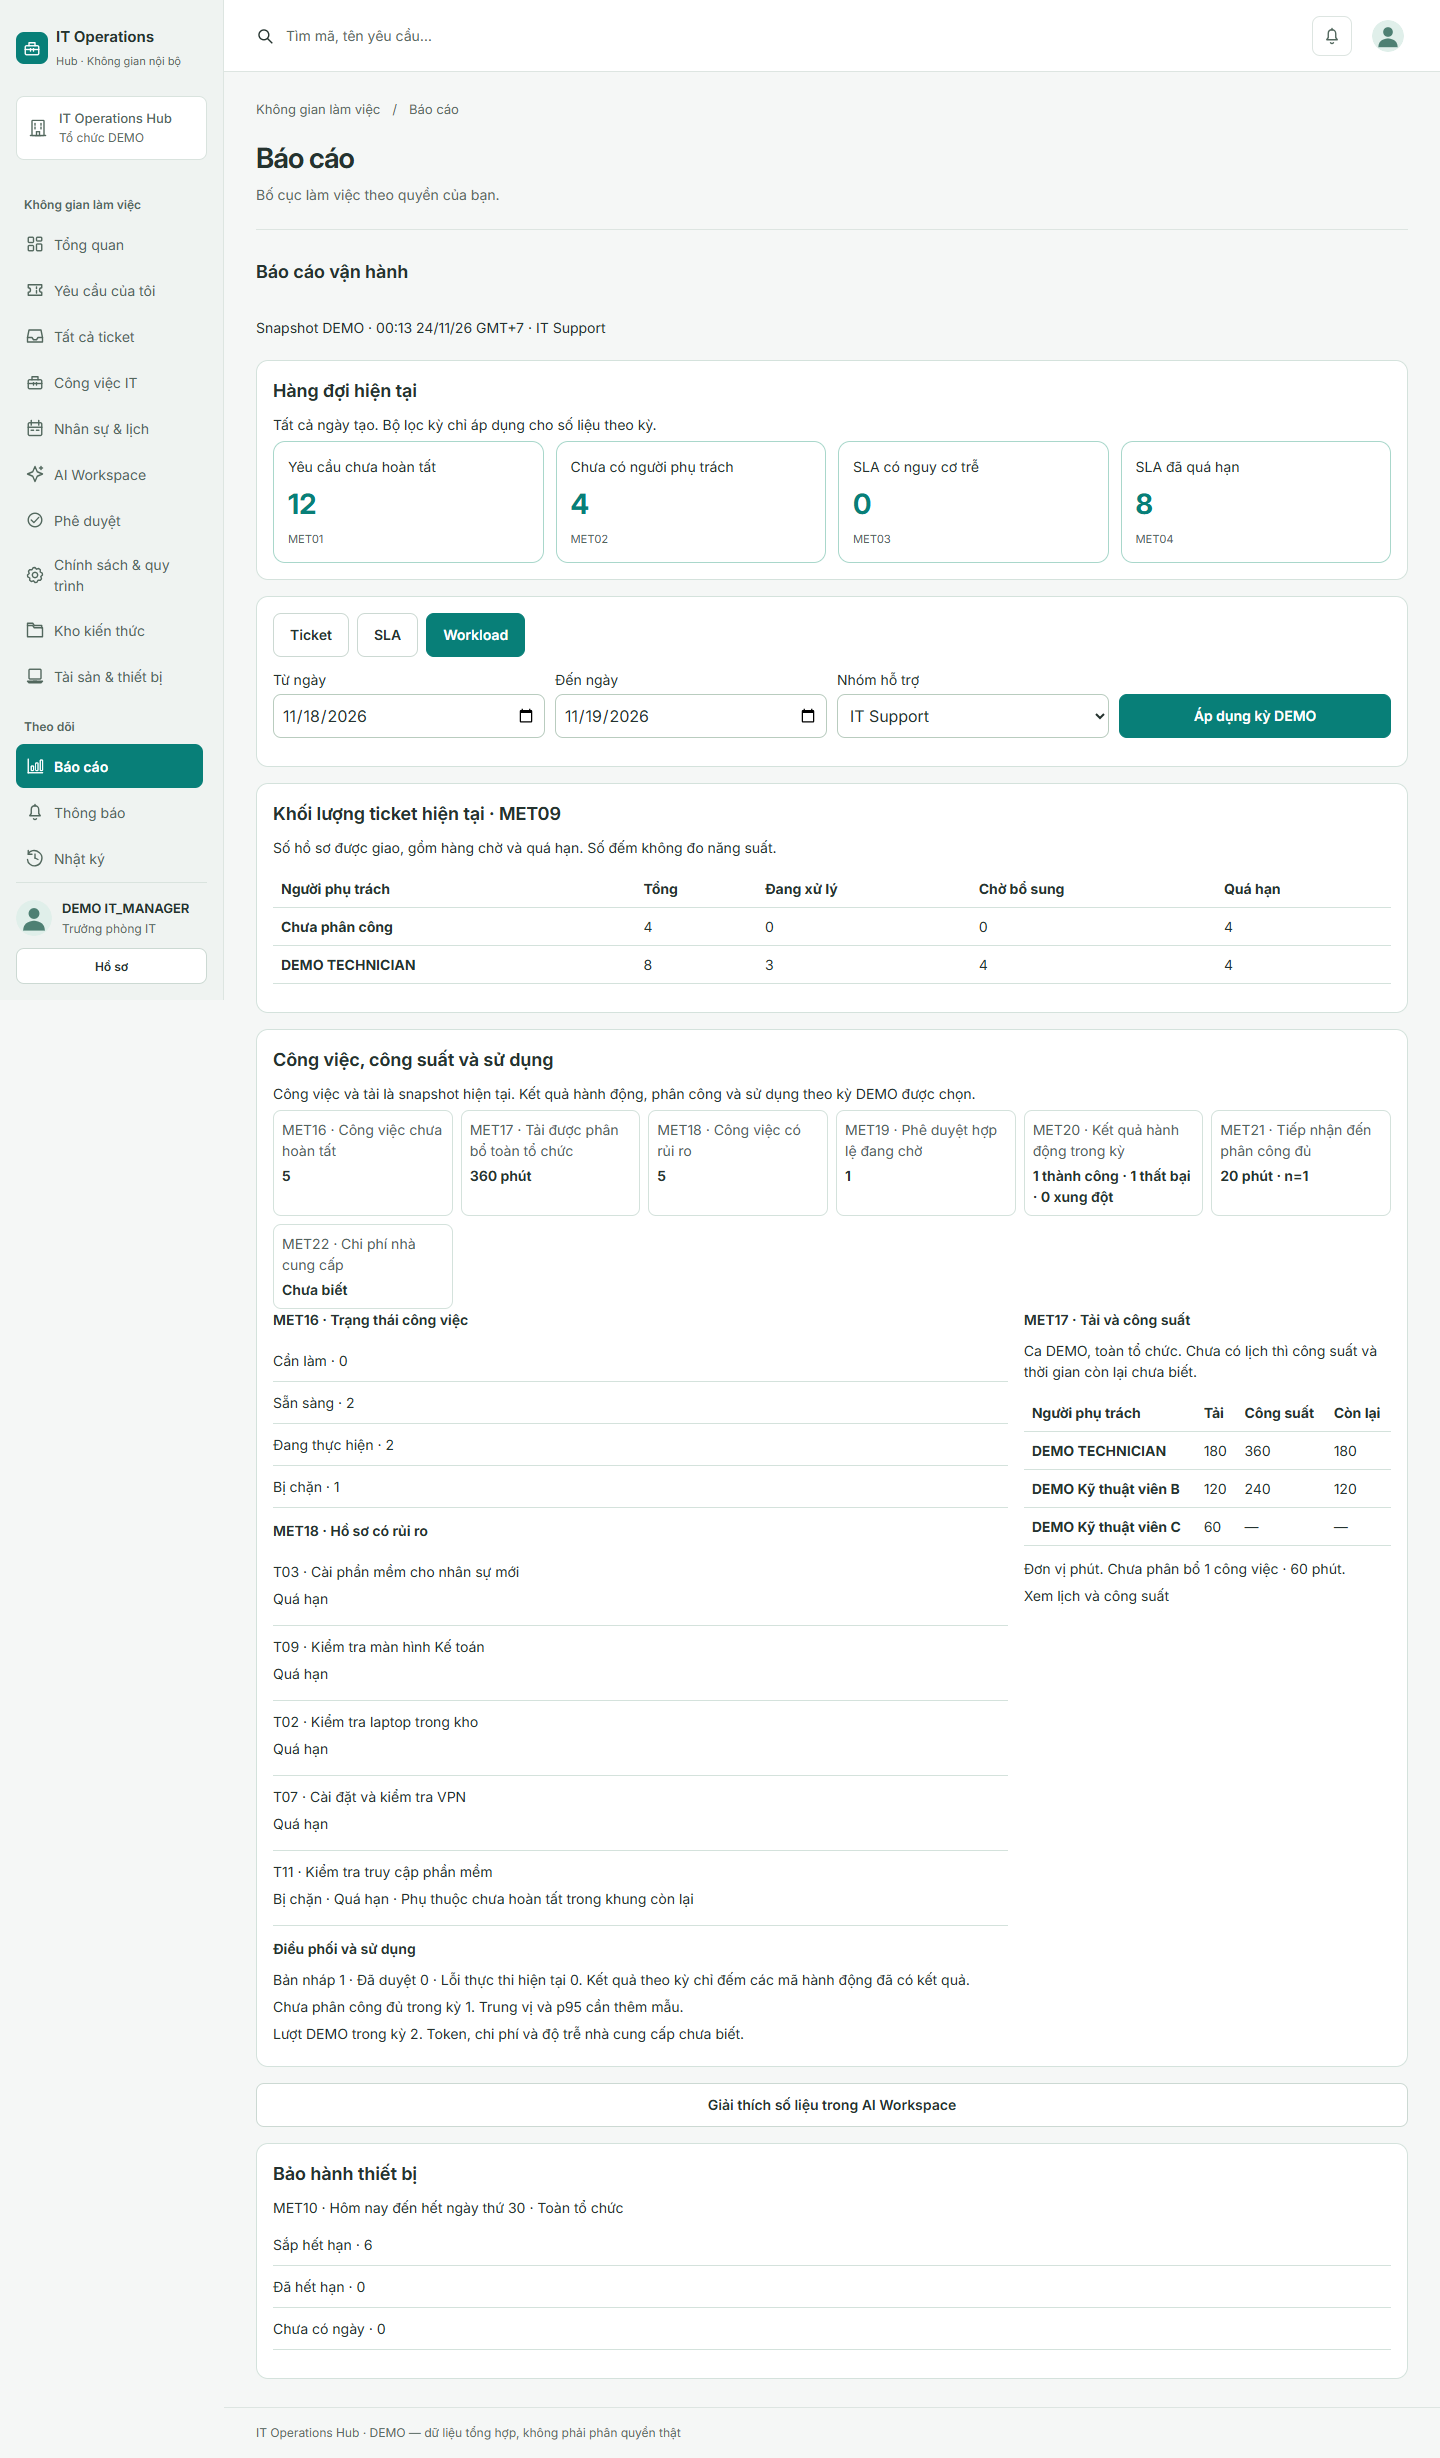 IT Operations
Hub · Không gian nội bộ
IT Operations Hub
Tổ chức DEMO
Không gian làm việc
Tổng quan
Yêu cầu của tôi
Tất cả ticket
Công việc IT
Nhân sự & lịch
AI Workspace
Phê duyệt
Chính sách & quy
trình
Kho kiến thức
Tài sản & thiết bị
Theo dõi
Báo cáo
Thông báo
Nhật ký
DEMO IT_MANAGER
Trưởng phòng IT
Hồ sơ
Tìm mã, tên yêu cầu...
Không gian làm việc / Báo cáo
Báo cáo
Bố cục làm việc theo quyền của bạn.
Báo cáo vận hành
Snapshot DEMO · 00:13 24/11/26 GMT+7 · IT Support
Hàng đợi hiện tại
Tất cả ngày tạo. Bộ lọc kỳ chỉ áp dụng cho số liệu theo kỳ.
Yêu cầu chưa hoàn tất
12
MET01
Chưa có người phụ trách
4
MET02
SLA có nguy cơ trễ
0
MET03
SLA đã quá hạn
8
MET04
Ticket SLA Workload
Từ ngày Đến ngày Nhóm hỗ trợ
11/18/2026 11/19/2026 IT Support Áp dụng kỳ DEMO
Khối lượng ticket hiện tại · MET09
Số hồ sơ được giao, gồm hàng chờ và quá hạn. Số đếm không đo năng suất.
Người phụ trách Tổng Đang xử lý Chờ bổ sung Quá hạn
Chưa phân công 4 0 0 4
DEMO TECHNICIAN 8 3 4 4
Công việc, công suất và sử dụng
Công việc và tải là snapshot hiện tại. Kết quả hành động, phân công và sử dụng theo kỳ DEMO được chọn.
MET16 · Công việc chưa
hoàn tất
5
MET17 · Tải được phân
bổ toàn tổ chức
360 phút
MET18 · Công việc có
rủi ro
5
MET19 · Phê duyệt hợp
lệ đang chờ
1
MET20 · Kết quả hành
động trong kỳ
1 thành công · 1 thất bại
· 0 xung đột
MET21 · Tiếp nhận đến
phân công đủ
20 phút · n=1
MET22 · Chi phí nhà
cung cấp
Chưa biết
MET16 · Trạng thái công việc
Cần làm · 0
Sẵn sàng · 2
Đang thực hiện · 2
Bị chặn · 1
MET18 · Hồ sơ có rủi ro
T03 · Cài phần mềm cho nhân sự mới
Quá hạn
T09 · Kiểm tra màn hình Kế toán
Quá hạn
T02 · Kiểm tra laptop trong kho
Quá hạn
T07 · Cài đặt và kiểm tra VPN
Quá hạn
T11 · Kiểm tra truy cập phần mềm
Bị chặn · Quá hạn · Phụ thuộc chưa hoàn tất trong khung còn lại
Điều phối và sử dụng
Bản nháp 1 · Đã duyệt 0 · Lỗi thực thi hiện tại 0. Kết quả theo kỳ chỉ đếm các mã hành động đã có kết quả.
Chưa phân công đủ trong kỳ 1. Trung vị và p95 cần thêm mẫu.
Lượt DEMO trong kỳ 2. Token, chi phí và độ trễ nhà cung cấp chưa biết.
MET17 · Tải và công suất
Ca DEMO, toàn tổ chức. Chưa có lịch thì công suất và
thời gian còn lại chưa biết.
Người phụ trách Tải Công suất Còn lại
DEMO TECHNICIAN 180 360 180
DEMO Kỹ thuật viên B 120 240 120
DEMO Kỹ thuật viên C 60 — —
Đơn vị phút. Chưa phân bổ 1 công việc · 60 phút.
Xem lịch và công suất
Giải thích số liệu trong AI Workspace
Bảo hành thiết bị
MET10 · Hôm nay đến hết ngày thứ 30 · Toàn tổ chức
Sắp hết hạn · 6
Đã hết hạn · 0
Chưa có ngày · 0
IT Operations Hub · DEMO — dữ liệu tổng hợp, không phải phân quyền thật